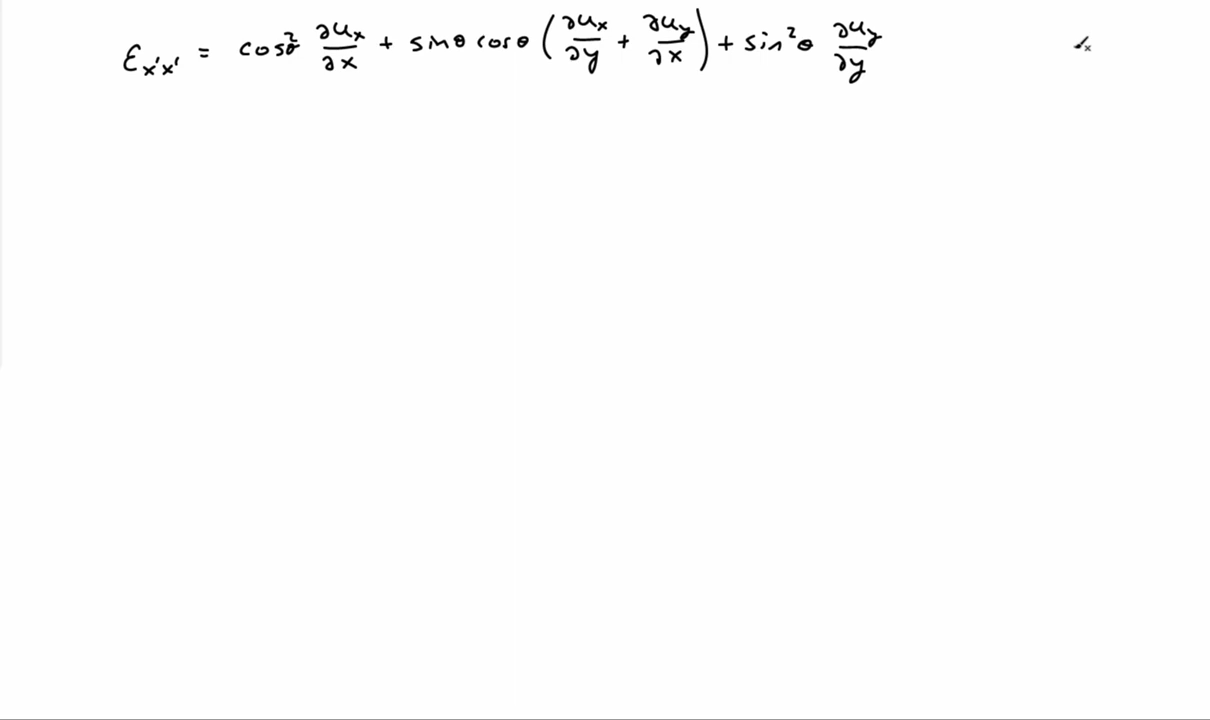 ε_{x'x'} = cos²θ ∂u_x/∂x + sinθ cosθ (∂u_x/∂y + ∂u_y/∂x) + sin²θ ∂u_y/∂y